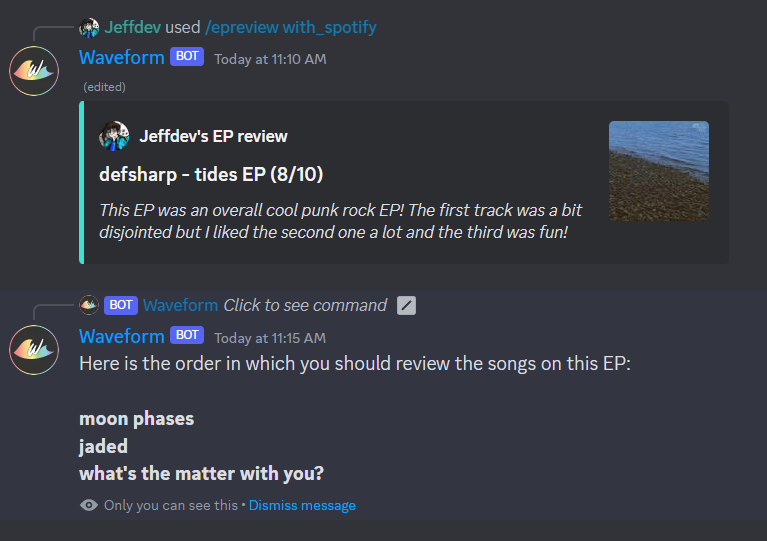 Jeffdev used /epreview with_spotify
Waveform BOT Today at 11:10 AM
(edited)
Jeffdev's EP review
defsharp - tides EP (8/10)
This EP was an overall cool punk rock EP! The first track was a bit
disjointed but I liked the second one a lot and the third was fun!
BOT Waveform Click to see command
Waveform BOT Today at 11:15 AM
Here is the order in which you should review the songs on this EP:
moon phases
jaded
what's the matter with you?
Only you can see this • Dismiss message